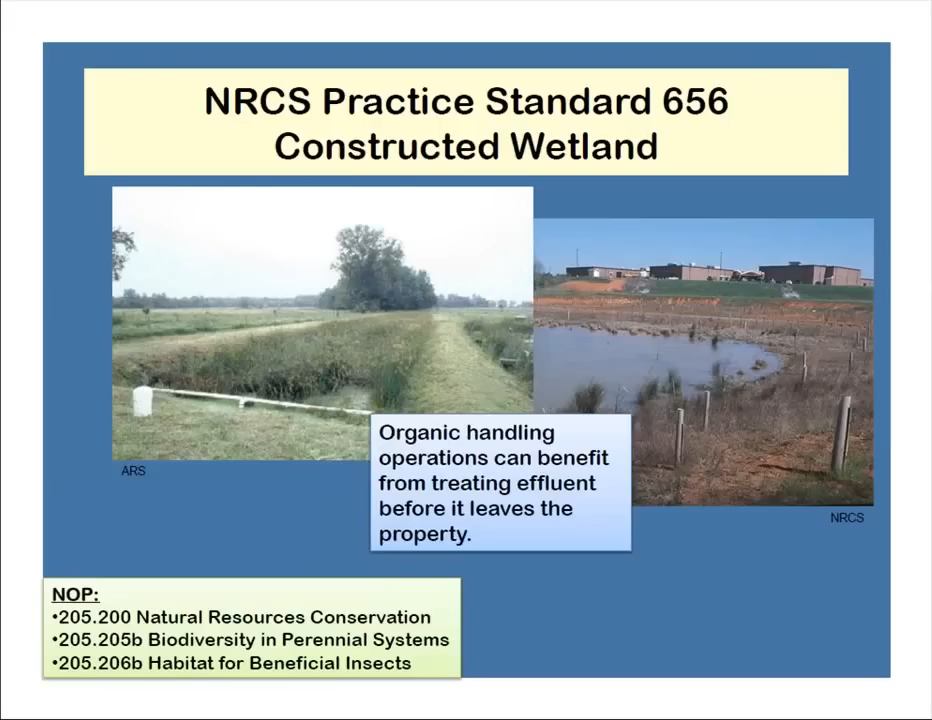 NRCS Practice Standard 656
Constructed Wetland
ARS
Organic handling
operations can benefit
from treating effluent
before it leaves the
property.
NRCS
NOP:
•205.200 Natural Resources Conservation
•205.205b Biodiversity in Perennial Systems
•205.206b Habitat for Beneficial Insects